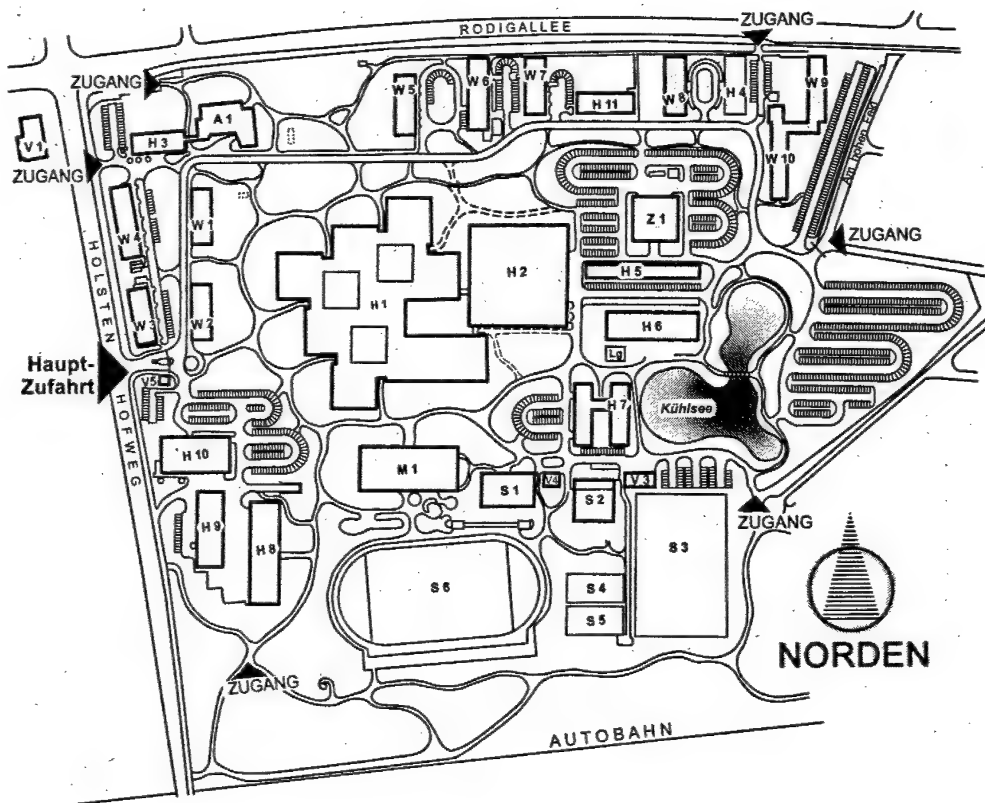 RODIGALLEE
ZUGANG
ZUGANG
W 5
W 6
W 7
H 11
W 8
H 4
W 9
V 1
H 3
A 1
ZUGANG
W 10
Am hohen Feld
W 4
W 1
Z 1
ZUGANG
HOLSTEN
HOFWEG
H 1
H 2
H 5
W 3
W 2
H 6
Lg
Haupt-
Zufahrt
V5
H 7
Kühlsee
H 10
M 1
S 1
V4
S 2
V 3
ZUGANG
H 9
H 8
S 3
S 6
S 4
S 5
NORDEN
ZUGANG
AUTOBAHN